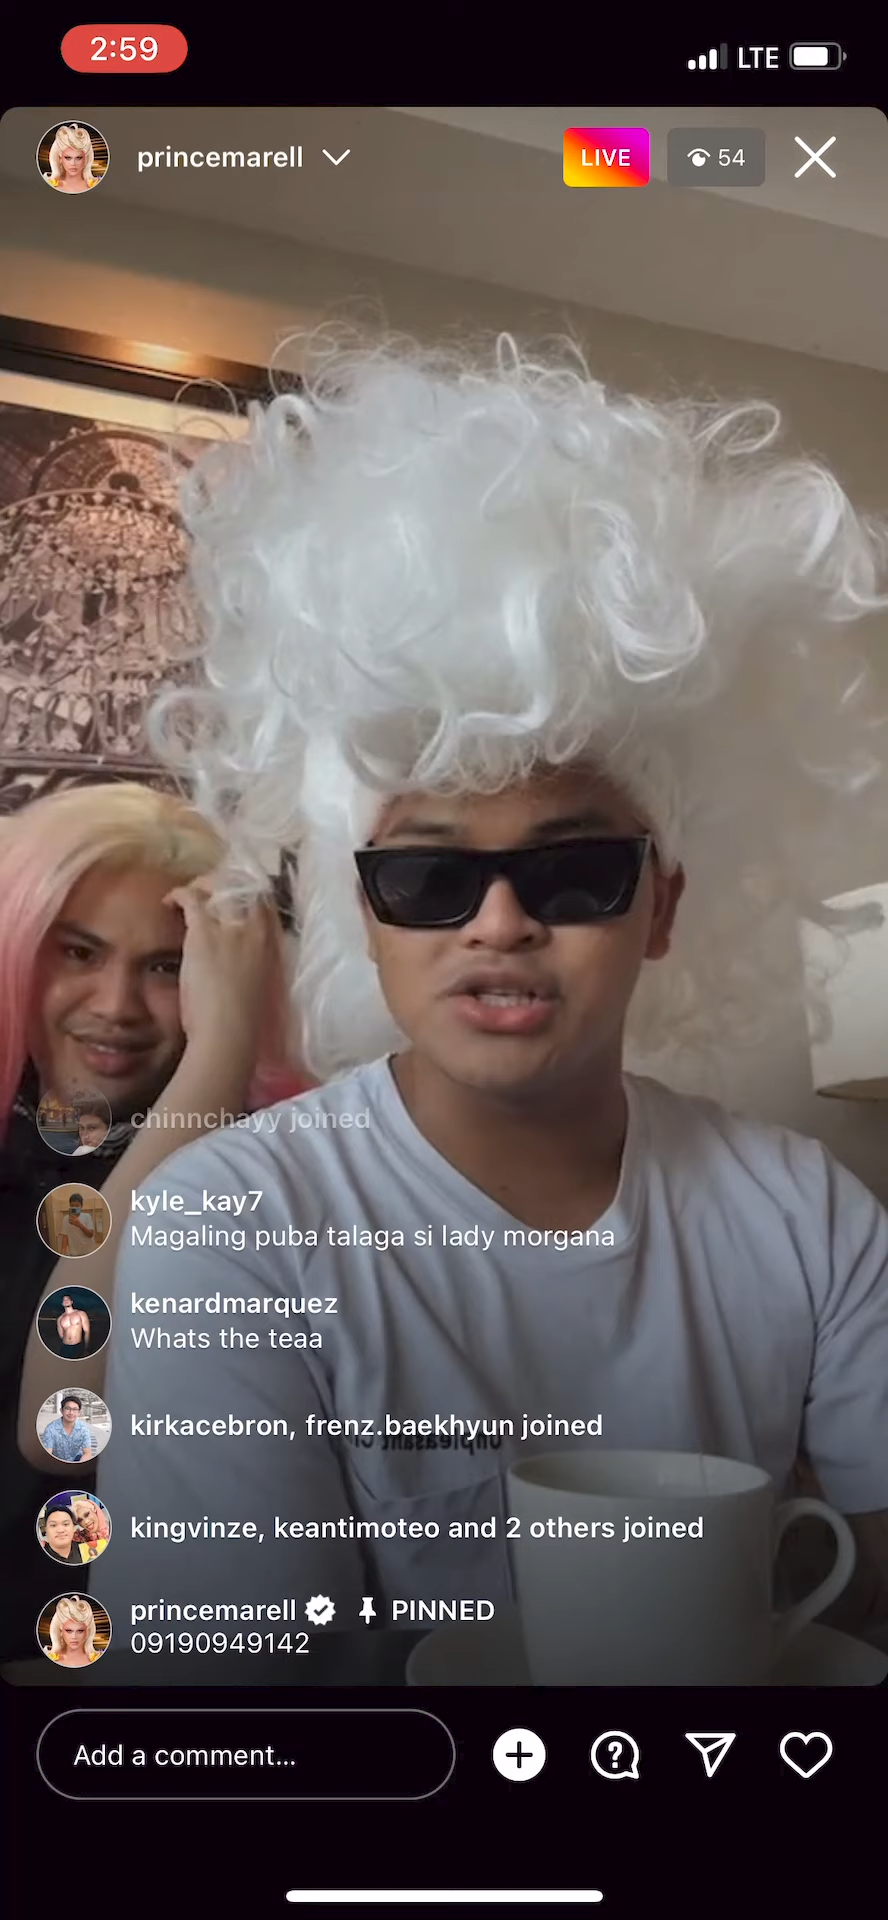 2:59
LTE
princemarell
LIVE
54
chinnchayy joined
kyle_kay7
Magaling puba talaga si lady morgana
kenardmarquez
Whats the teaa
kirkacebron, frenz.baekhyun joined
Unpleasant
kingvinze, keantimoteo and 2 others joined
princemarell PINNED
09190949142
Add a comment...